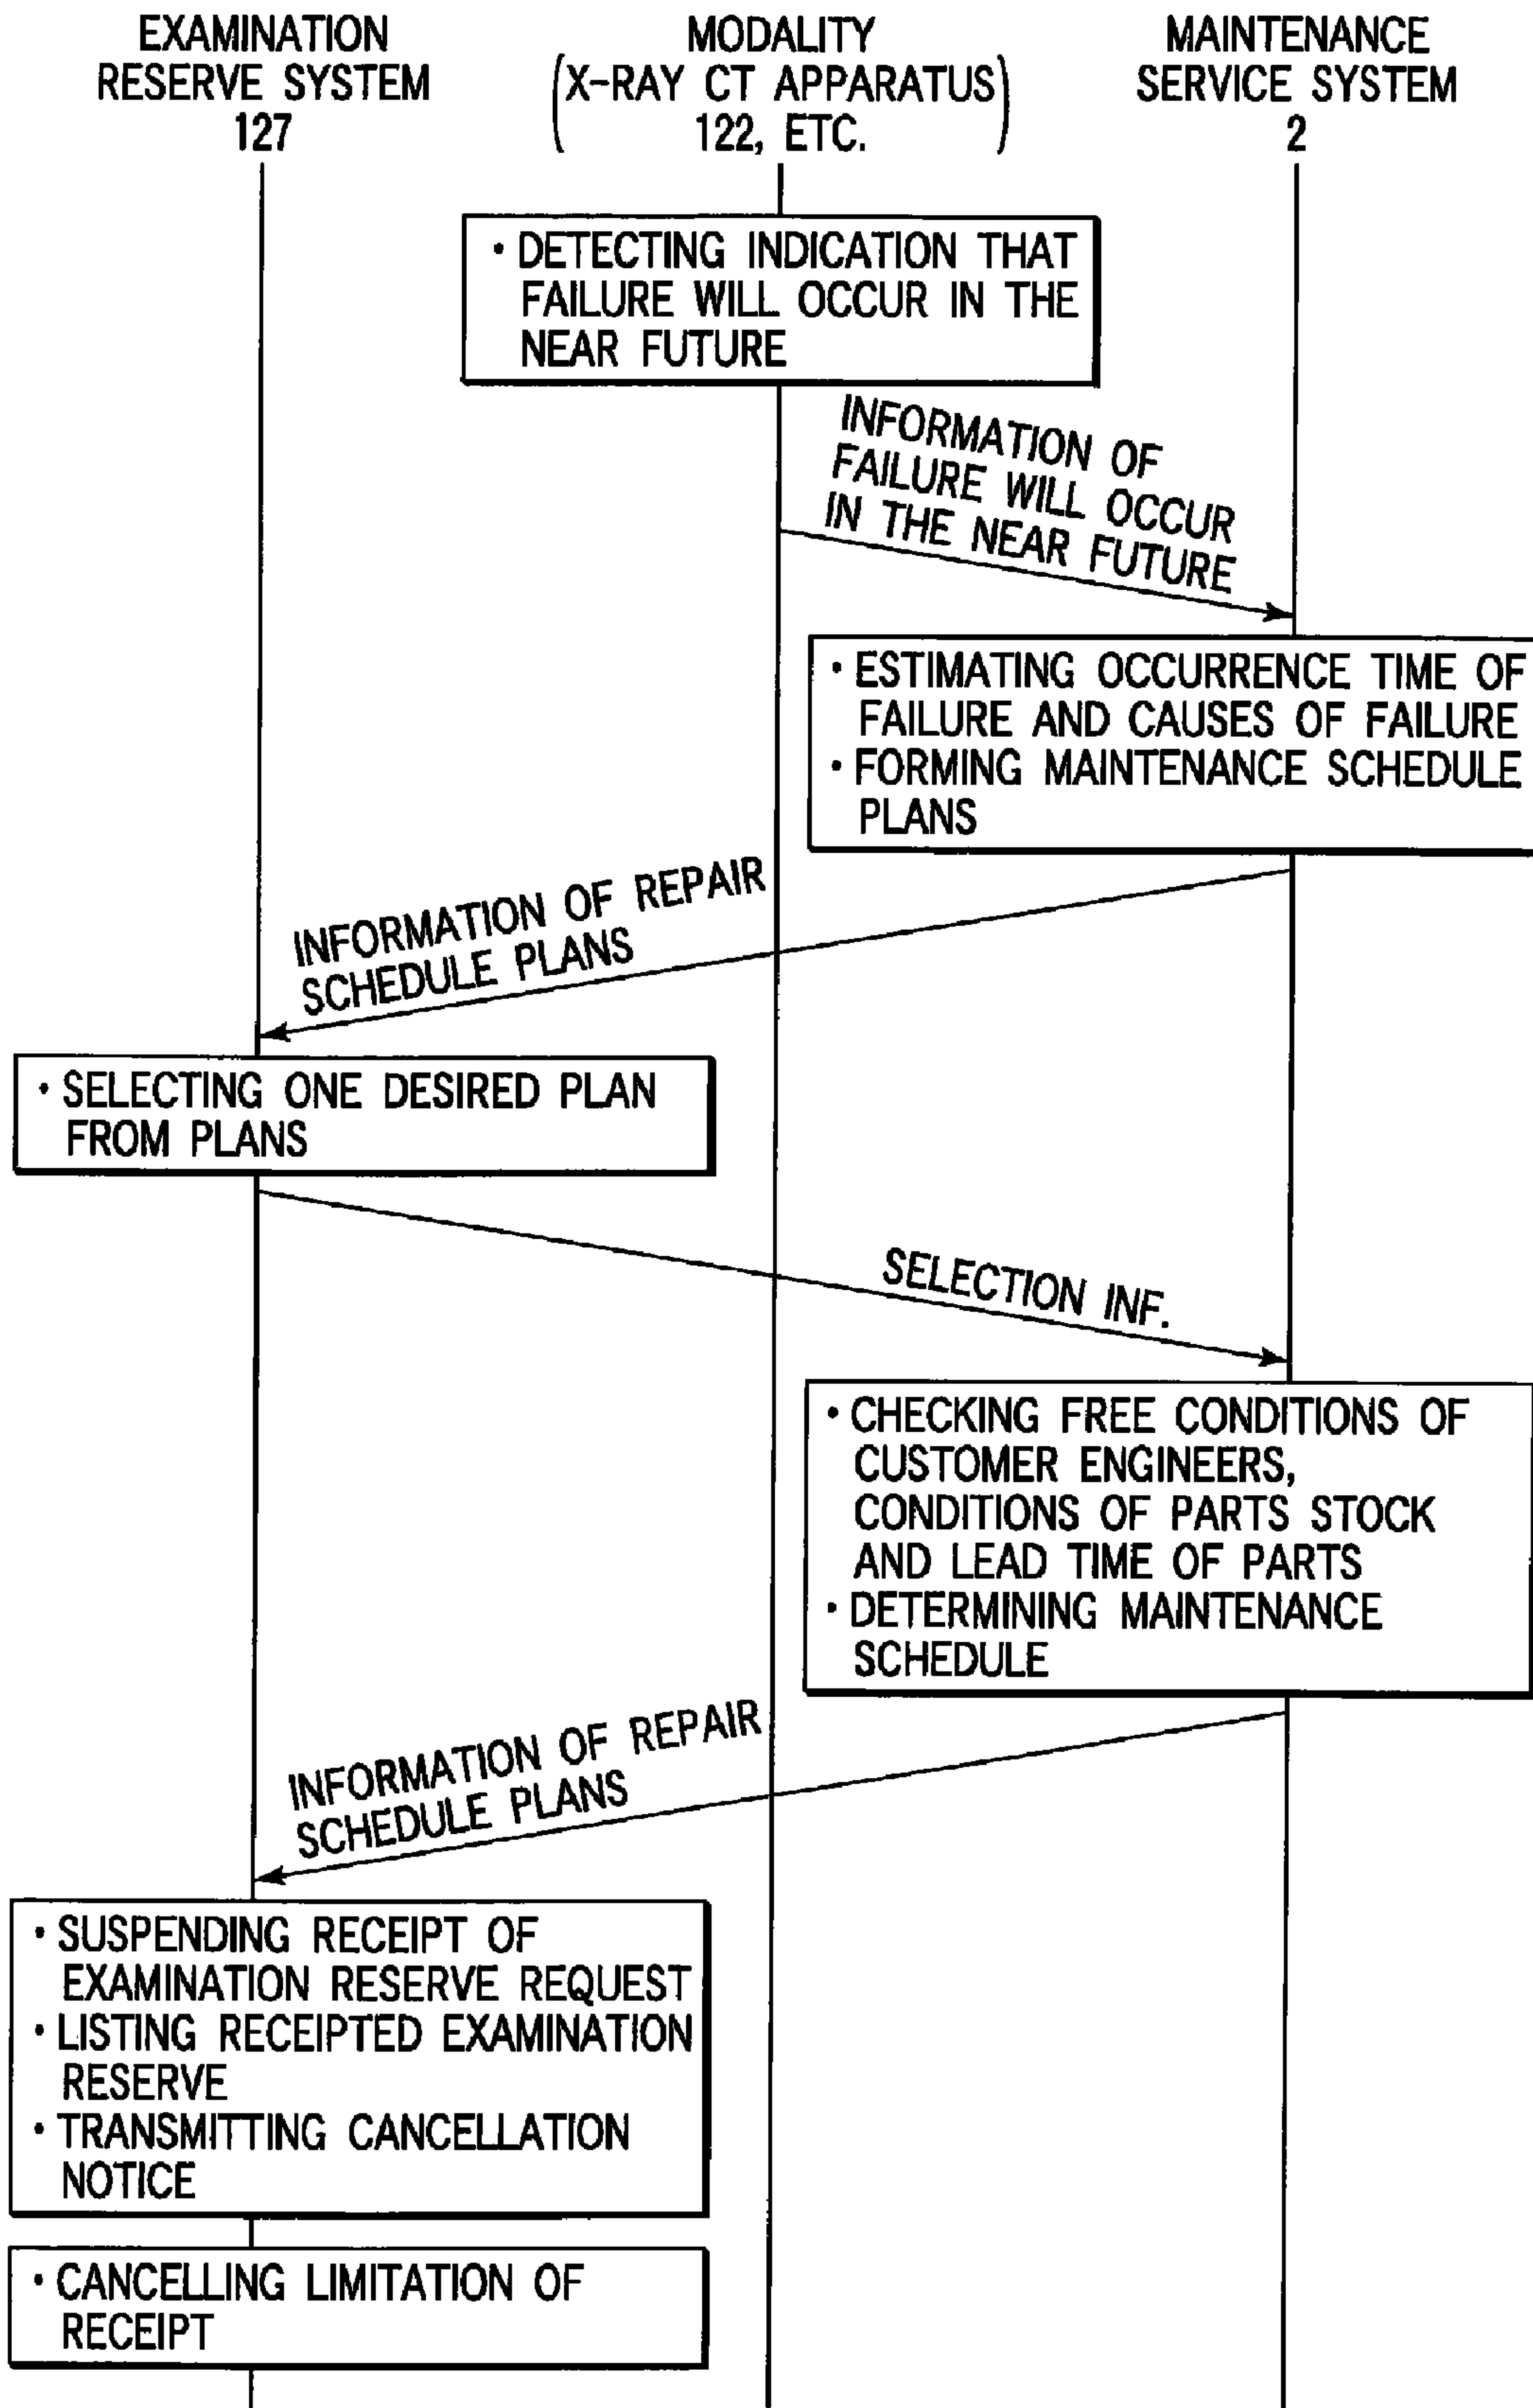 EXAMINATION
RESERVE SYSTEM
127
MODALITY
(X-RAY CT APPARATUS
122, ETC.)
MAINTENANCE
SERVICE SYSTEM
2
• DETECTING INDICATION THAT
FAILURE WILL OCCUR IN THE
NEAR FUTURE
INFORMATION OF
FAILURE WILL OCCUR
IN THE NEAR FUTURE
• ESTIMATING OCCURRENCE TIME OF
FAILURE AND CAUSES OF FAILURE
• FORMING MAINTENANCE SCHEDULE
PLANS
INFORMATION OF REPAIR
SCHEDULE PLANS
• SELECTING ONE DESIRED PLAN
FROM PLANS
SELECTION INF.
• CHECKING FREE CONDITIONS OF
CUSTOMER ENGINEERS,
CONDITIONS OF PARTS STOCK
AND LEAD TIME OF PARTS
• DETERMINING MAINTENANCE
SCHEDULE
INFORMATION OF REPAIR
SCHEDULE PLANS
• SUSPENDING RECEIPT OF
EXAMINATION RESERVE REQUEST
• LISTING RECEIPTED EXAMINATION
RESERVE
• TRANSMITTING CANCELLATION
NOTICE
• CANCELLING LIMITATION OF
RECEIPT